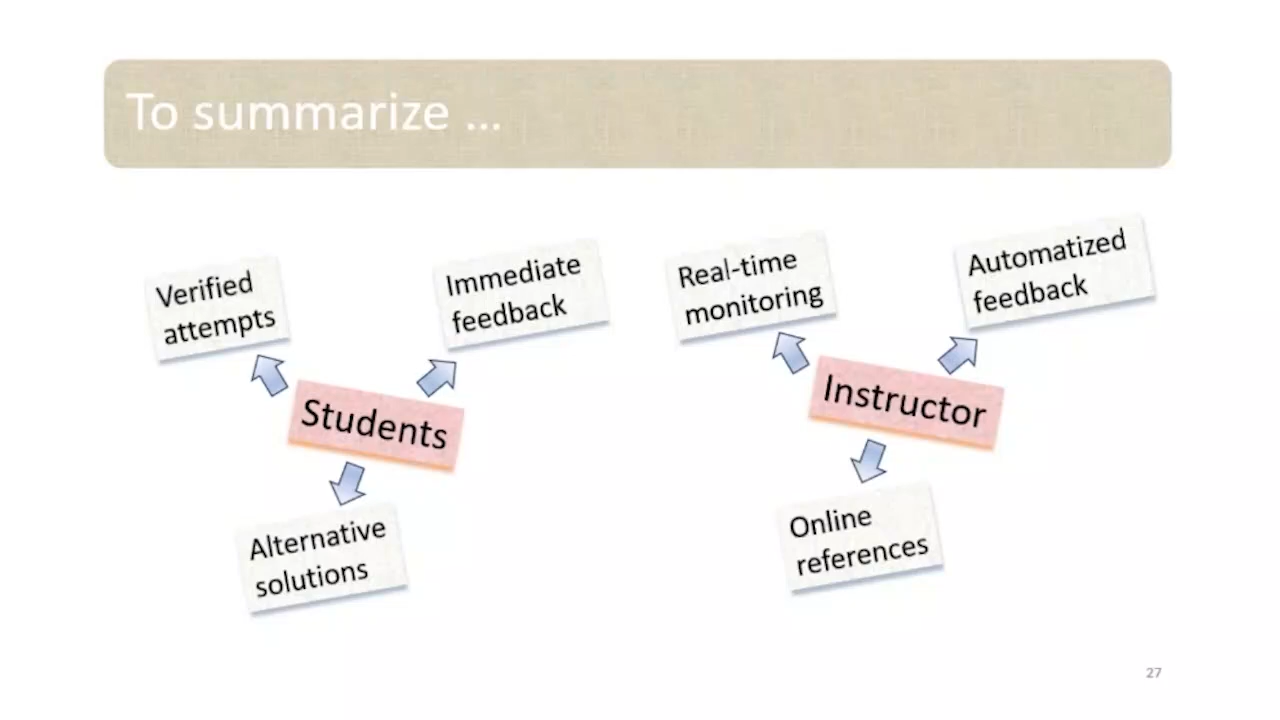 To summarize ...
Verified
attempts
Immediate
feedback
Students
Alternative
solutions
Real-time
monitoring
Automatized
feedback
Instructor
Online
references
27